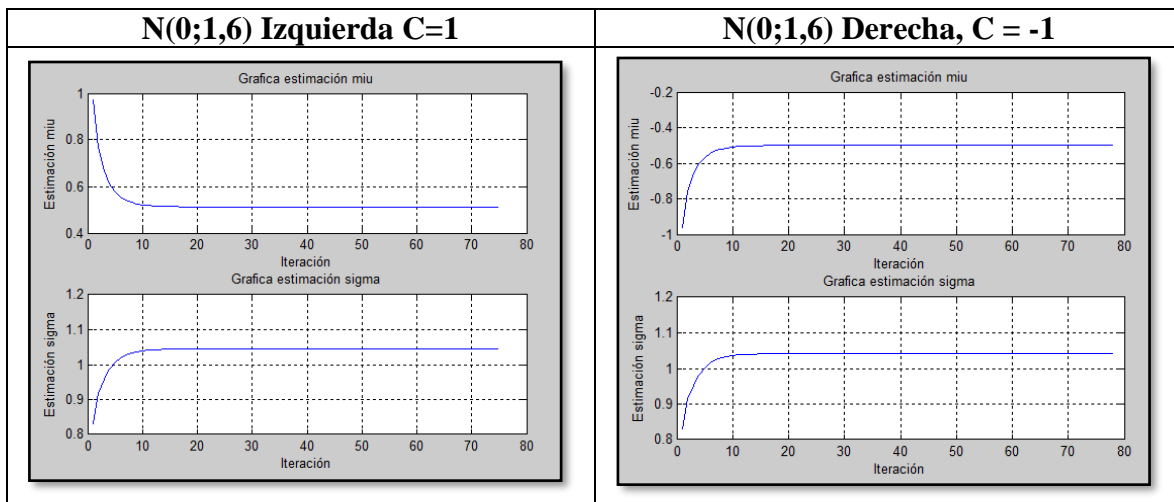 N(0;1,6) Izquierda C=1
N(0;1,6) Derecha, C = -1
Grafica estimación miu
Estimación miu
1
0.8
0.6
0.4
0 10 20 30 40 50 60 70 80
Iteración
Grafica estimación sigma
Estimación sigma
1.2
1.1
1
0.9
0.8
0 10 20 30 40 50 60 70 80
Iteración
Grafica estimación miu
Estimación miu
-0.2
-0.4
-0.6
-0.8
-1
0 10 20 30 40 50 60 70 80
Iteración
Grafica estimación sigma
Estimación sigma
1.2
1.1
1
0.9
0.8
0 10 20 30 40 50 60 70 80
Iteración